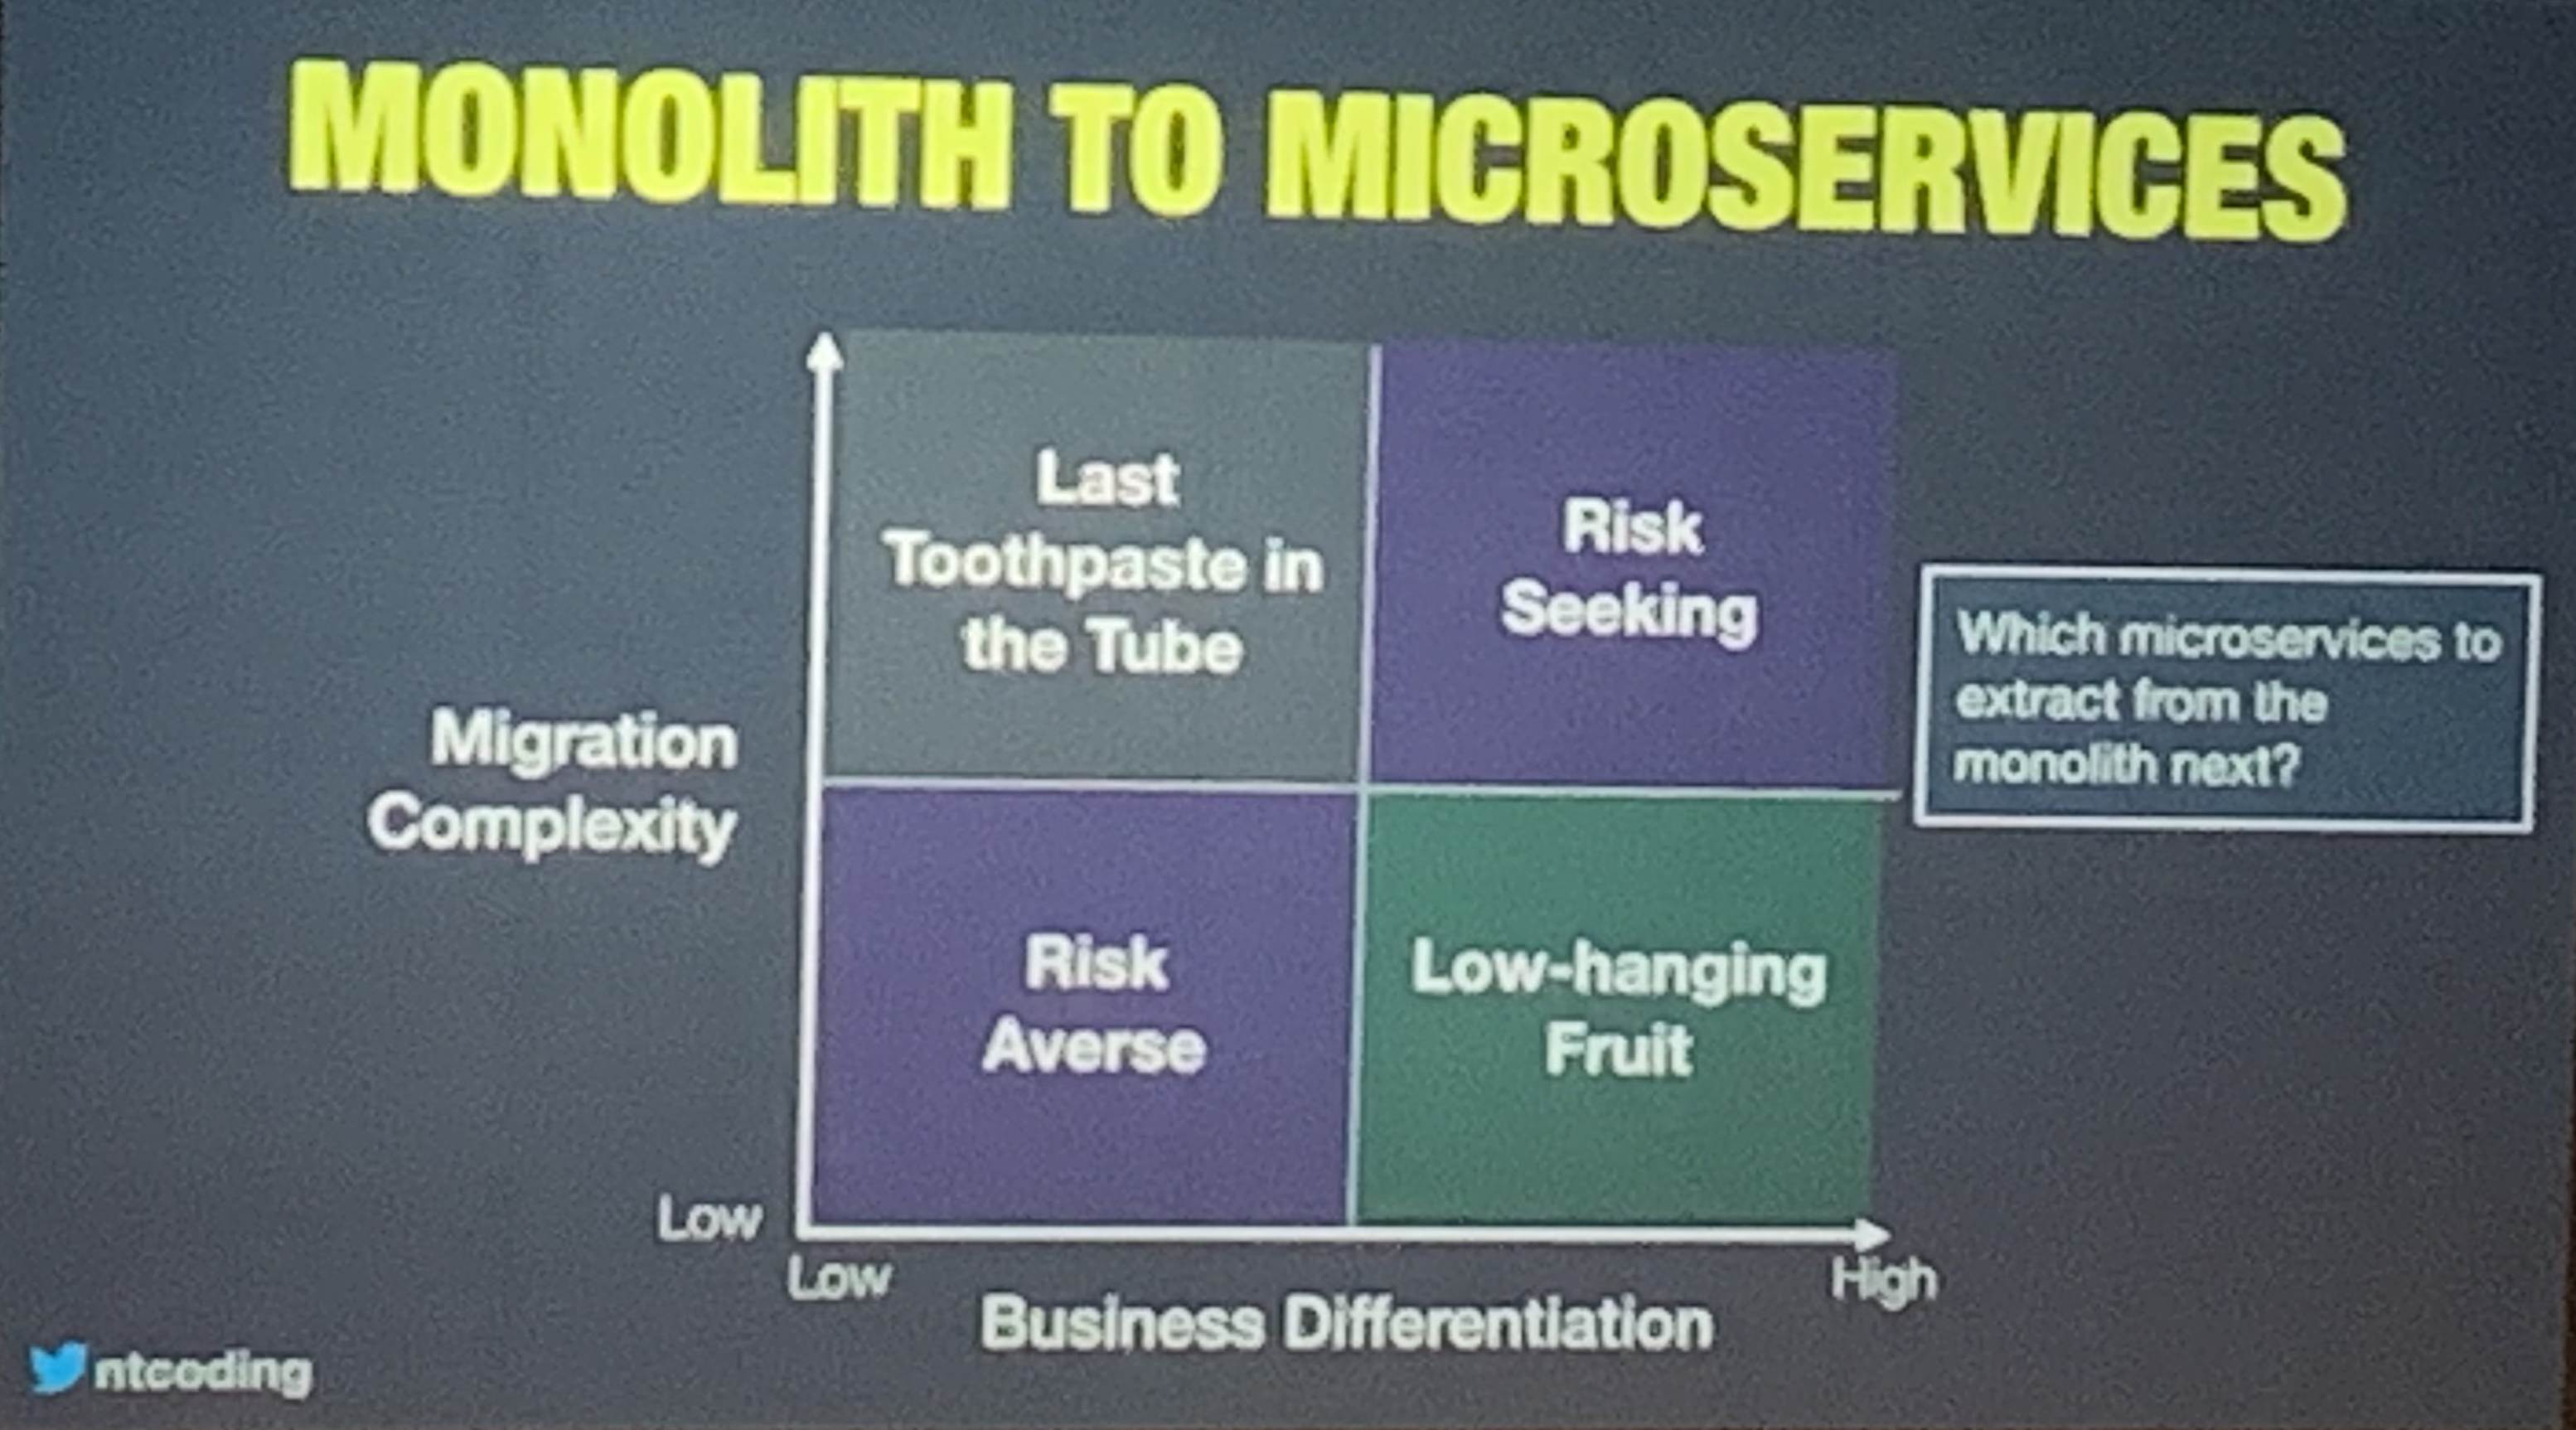 MONOLITH TO MICROSERVICES
Last
Toothpaste in
the Tube
Risk
Seeking
Which microservices to
extract from the
monolith next?
Migration
Complexity
Risk
Averse
Low-hanging
Fruit
Low
Low
High
Business Differentiation
ntcoding